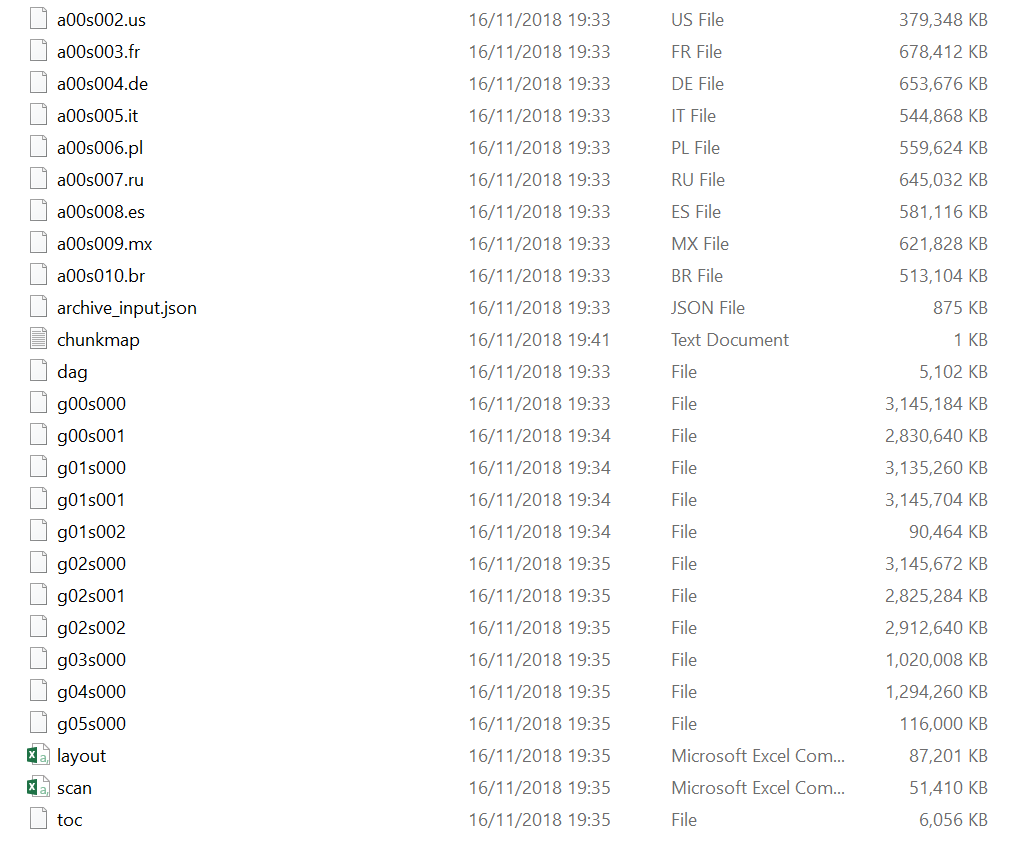 a00s002.us 16/11/2018 19:33 US File 379,348 KB
a00s003.fr 16/11/2018 19:33 FR File 678,412 KB
a00s004.de 16/11/2018 19:33 DE File 653,676 KB
a00s005.it 16/11/2018 19:33 IT File 544,868 KB
a00s006.pl 16/11/2018 19:33 PL File 559,624 KB
a00s007.ru 16/11/2018 19:33 RU File 645,032 KB
a00s008.es 16/11/2018 19:33 ES File 581,116 KB
a00s009.mx 16/11/2018 19:33 MX File 621,828 KB
a00s010.br 16/11/2018 19:33 BR File 513,104 KB
archive_input.json 16/11/2018 19:33 JSON File 875 KB
chunkmap 16/11/2018 19:41 Text Document 1 KB
dag 16/11/2018 19:33 File 5,102 KB
g00s000 16/11/2018 19:33 File 3,145,184 KB
g00s001 16/11/2018 19:34 File 2,830,640 KB
g01s000 16/11/2018 19:34 File 3,135,260 KB
g01s001 16/11/2018 19:34 File 3,145,704 KB
g01s002 16/11/2018 19:34 File 90,464 KB
g02s000 16/11/2018 19:35 File 3,145,672 KB
g02s001 16/11/2018 19:35 File 2,825,284 KB
g02s002 16/11/2018 19:35 File 2,912,640 KB
g03s000 16/11/2018 19:35 File 1,020,008 KB
g04s000 16/11/2018 19:35 File 1,294,260 KB
g05s000 16/11/2018 19:35 File 116,000 KB
layout 16/11/2018 19:35 Microsoft Excel Com... 87,201 KB
scan 16/11/2018 19:35 Microsoft Excel Com... 51,410 KB
toc 16/11/2018 19:35 File 6,056 KB